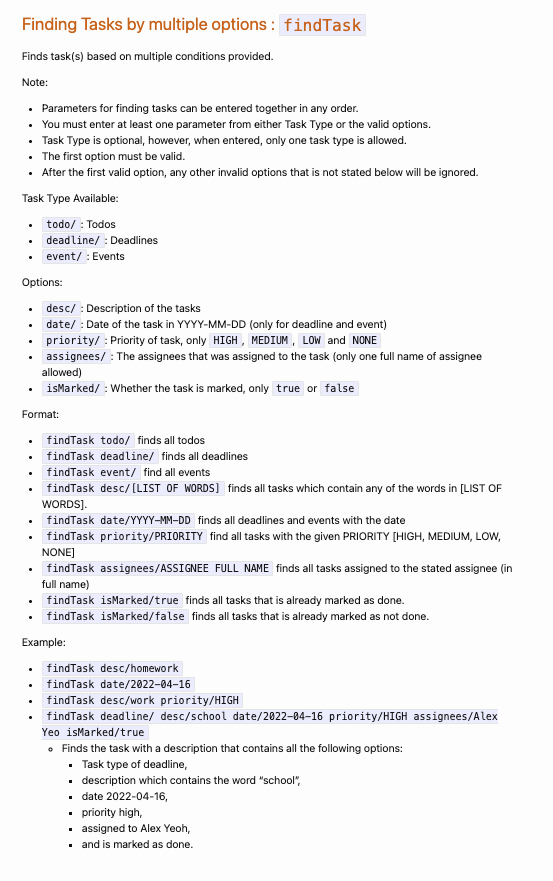 Finding Tasks by multiple options : findTask
Finds task(s) based on multiple conditions provided.
Note:
• Parameters for finding tasks can be entered together in any order.
• You must enter at least one parameter from either Task Type or the valid options.
• Task Type is optional, however, when entered, only one task type is allowed.
• The first option must be valid.
• After the first valid option, any other invalid options that is not stated below will be ignored.
Task Type Available:
• todo/ : Todos
• deadline/ : Deadlines
• event/ : Events
Options:
• desc/ : Description of the tasks
• date/ : Date of the task in YYYY-MM-DD (only for deadline and event)
• priority/ : Priority of task, only HIGH , MEDIUM , LOW and NONE
• assignees/ : The assignees that was assigned to the task (only one full name of assignee
allowed)
• isMarked/ : Whether the task is marked, only true or false
Format:
• findTask todo/ finds all todos
• findTask deadline/ finds all deadlines
• findTask event/ find all events
• findTask desc/[LIST OF WORDS] finds all tasks which contain any of the words in [LIST OF
WORDS].
• findTask date/YYYY-MM-DD finds all deadlines and events with the date
• findTask priority/PRIORITY find all tasks with the given PRIORITY [HIGH, MEDIUM, LOW,
NONE]
• findTask assignees/ASSIGNEE FULL NAME finds all tasks assigned to the stated assignee (in
full name)
• findTask isMarked/true finds all tasks that is already marked as done.
• findTask isMarked/false finds all tasks that is already marked as not done.
Example:
• findTask desc/homework
• findTask date/2022-04-16
• findTask desc/work priority/HIGH
• findTask deadline/ desc/school date/2022-04-16 priority/HIGH assignees/Alex
Yeo isMarked/true
◦ Finds the task with a description that contains all the following options:
▪ Task type of deadline,
▪ description which contains the word “school”,
▪ date 2022-04-16,
▪ priority high,
▪ assigned to Alex Yeoh,
▪ and is marked as done.